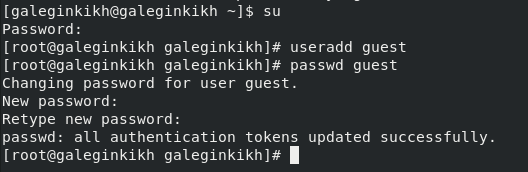 [galeginkikh@galeginkikh ~]$ su
Password:
[root@galeginkikh galeginkikh]# useradd guest
[root@galeginkikh galeginkikh]# passwd guest
Changing password for user guest.
New password:
Retype new password:
passwd: all authentication tokens updated successfully.
[root@galeginkikh galeginkikh]#